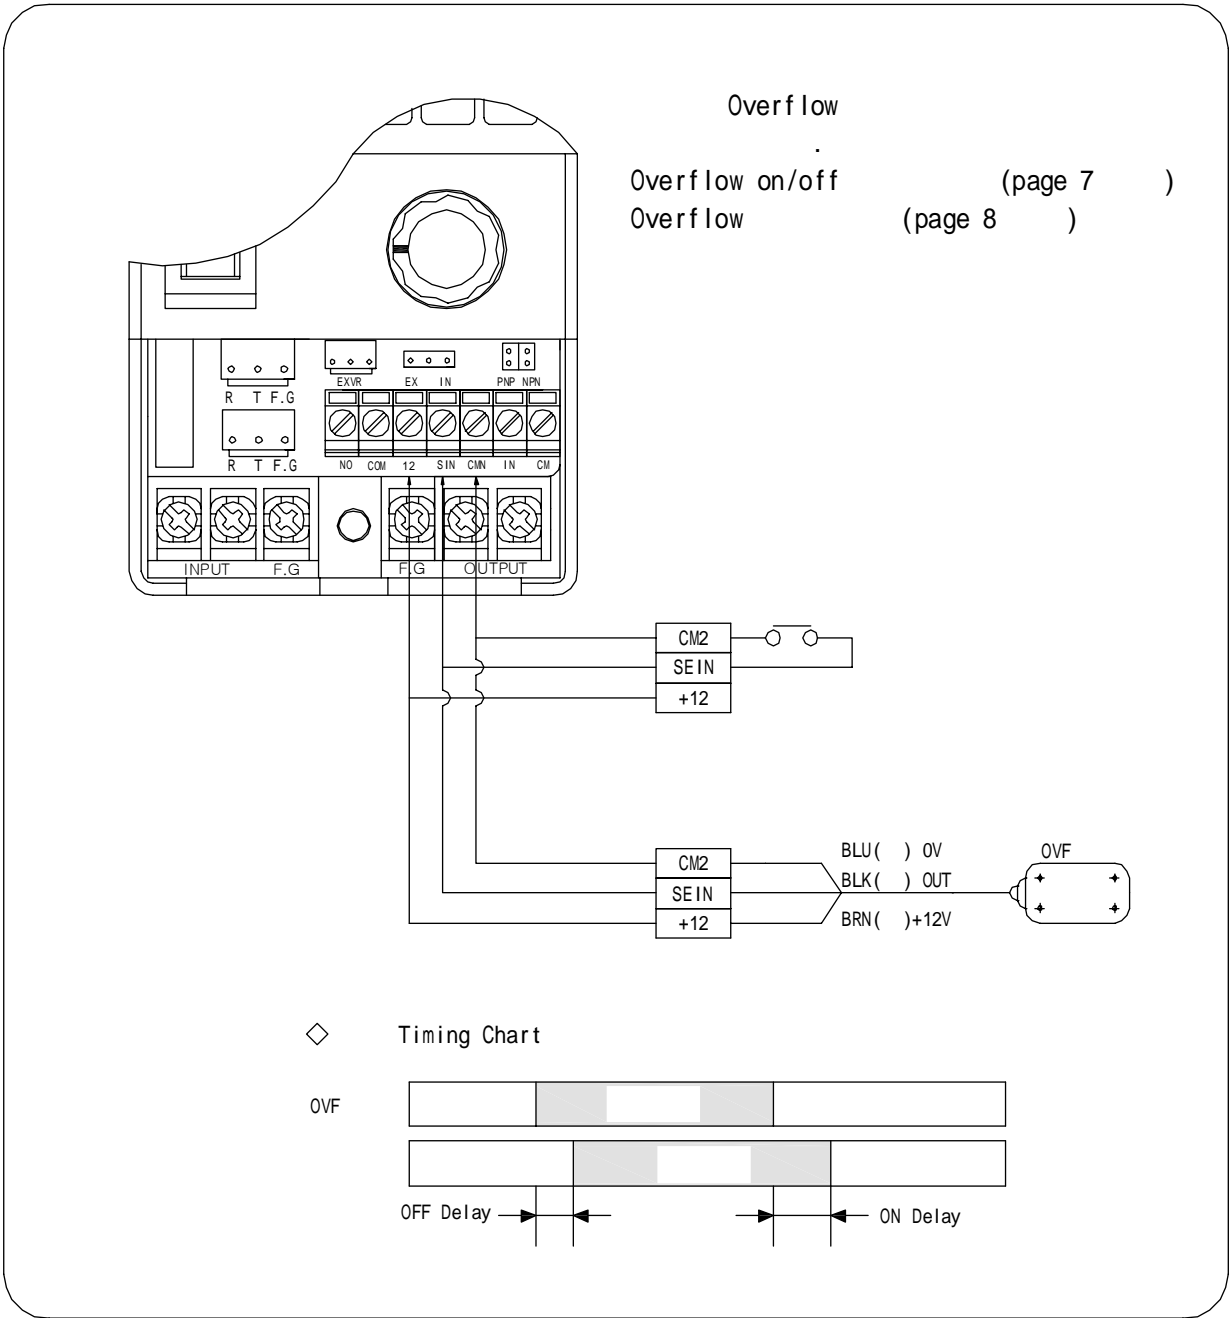 Overflow
.
Overflow on/off (page 7 )
Overflow (page 8 )
EXVR EX IN PNP NPN
R T F.G
R T F.G
NO COM 12 SIN CMN IN CM
INPUT F.G F.G OUTPUT
CM2
SEIN
+12
CM2
SEIN
+12
BLU( ) 0V
BLK( ) OUT
BRN( )+12V
OVF
◇ Timing Chart
OVF
OFF Delay
ON Delay